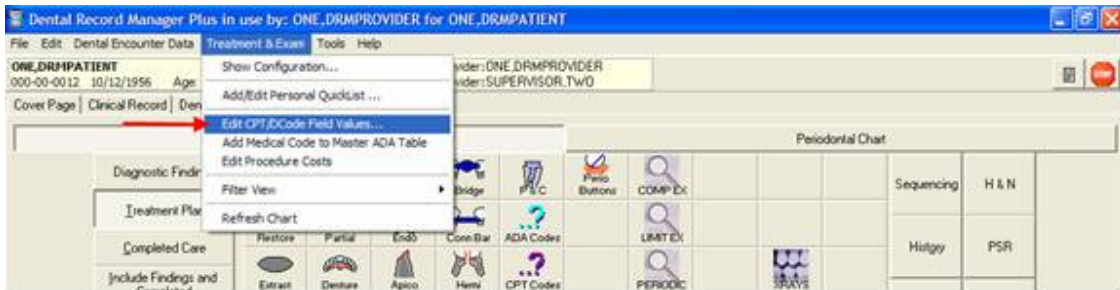 Dental Record Manager Plus in use by: ONE,DRMPROVIDER for ONE,DRMPATIENT
File Edit Dental Encounter Data Treatment & Exam Tools Help
ONE,DRMPATIENT
000-00-0012 10/12/1956 Age:
vider:ONE,DRMPROVIDER
vider:SUPERVISOR,TWO
Cover Page Clinical Record Den
Show Configuration...
Add/Edit Personal QuickList ...
Edit CPT/DCode Field Values...
Add Medical Code to Master ADA Table
Edit Procedure Costs
Filter View
Refresh Chart
Periodontal Chart
Diagnostic Findin
Treatment Plan
Completed Care
Include Findings and
Completed
Bridge P/C Perio Buttons COMP EX
Restore Partial Endo Conn Bar ADA Codes LIMIT EX
Extract Denture Apico Hemi CPT Codes PERIODIC XRAYS
Sequencing H & N
History PSR